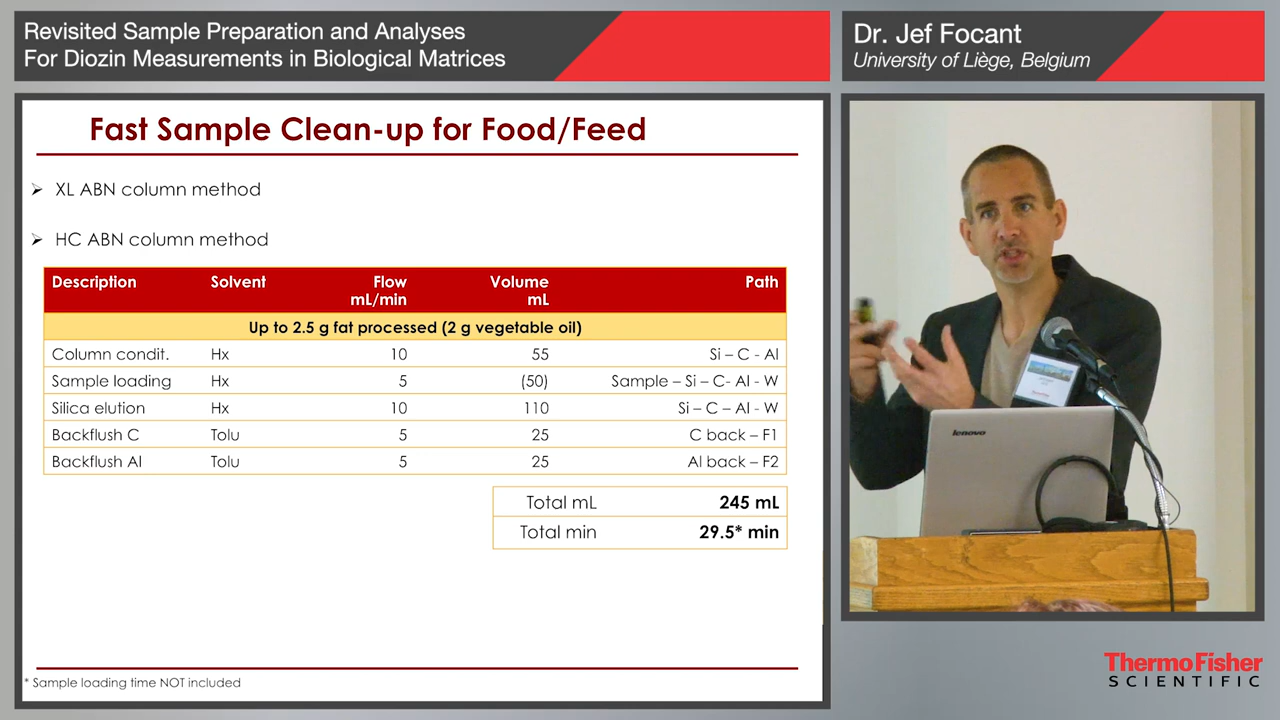 Revisited Sample Preparation and Analyses
For Diozin Measurements in Biological Matrices
Dr. Jef Focant
University of Liège, Belgium
Fast Sample Clean-up for Food/Feed
XL ABN column method
HC ABN column method
Description Solvent Flow mL/min Volume mL Path
Up to 2.5 g fat processed (2 g vegetable oil)
Column condit. Hx 10 55 Si – C - Al
Sample loading Hx 5 (50) Sample – Si – C- Al - W
Silica elution Hx 10 110 Si – C – Al - W
Backflush C Tolu 5 25 C back – F1
Backflush Al Tolu 5 25 Al back – F2
Total mL 245 mL
Total min 29.5* min
* Sample loading time NOT included
lenovo
ThermoFisher
SCIENTIFIC